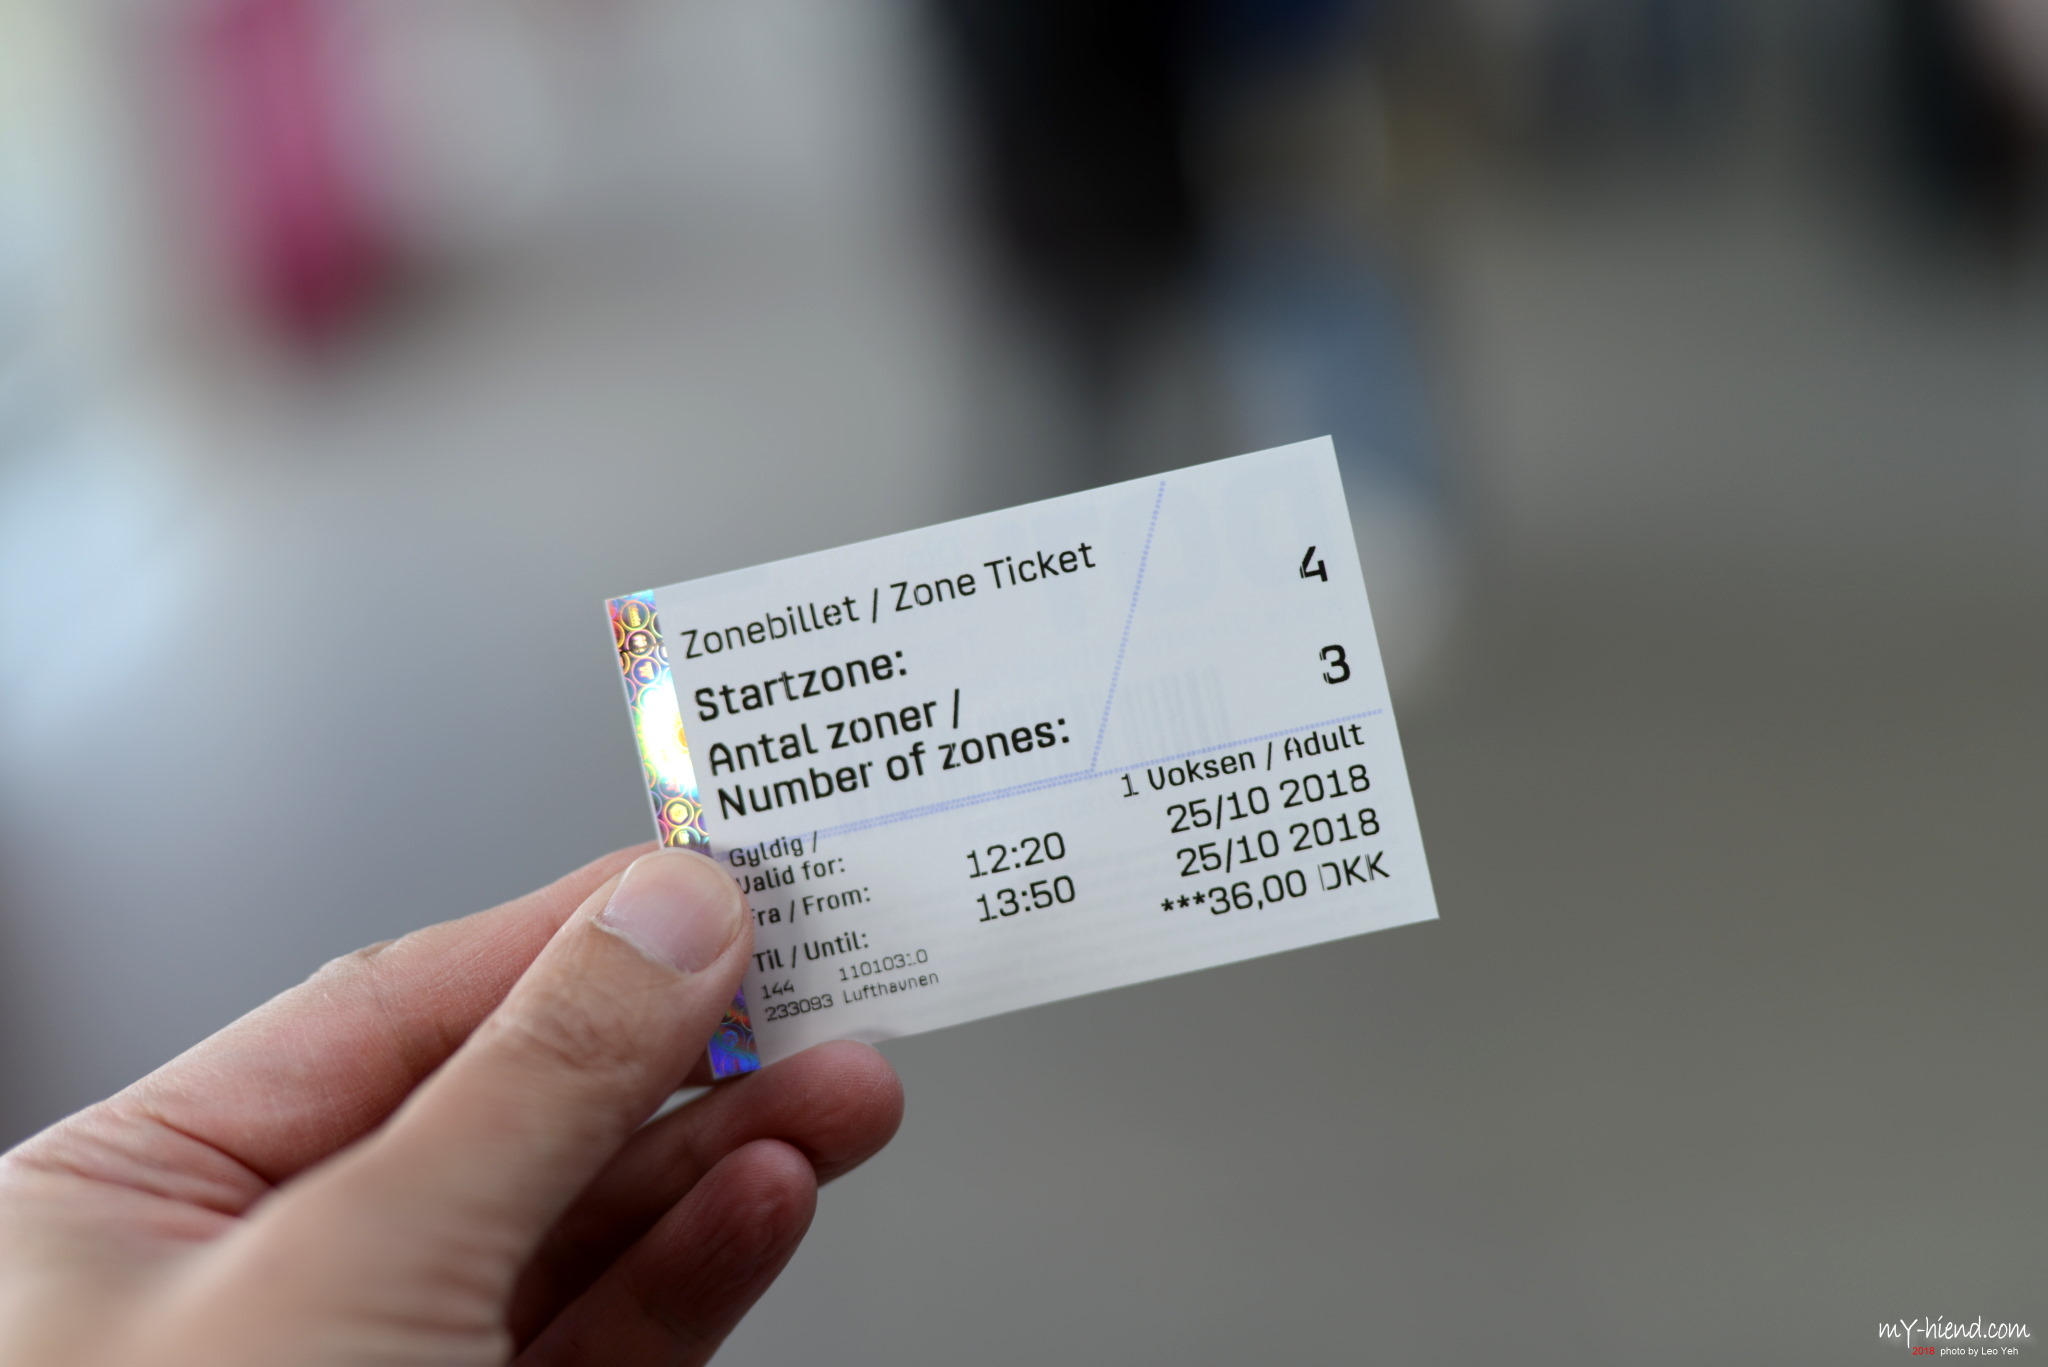 Zonebillet / Zone Ticket
Startzone: 4
Antal zoner /
Number of zones: 3
Gyldig /
Valid for: 1 Voksen / Adult
Fra / From: 12:20 25/10 2018
Til / Until: 13:50 25/10 2018
***36,00 DKK
144
233093 Lufthavnen
mY-hiend.com
2018 photo by Leo Yeh